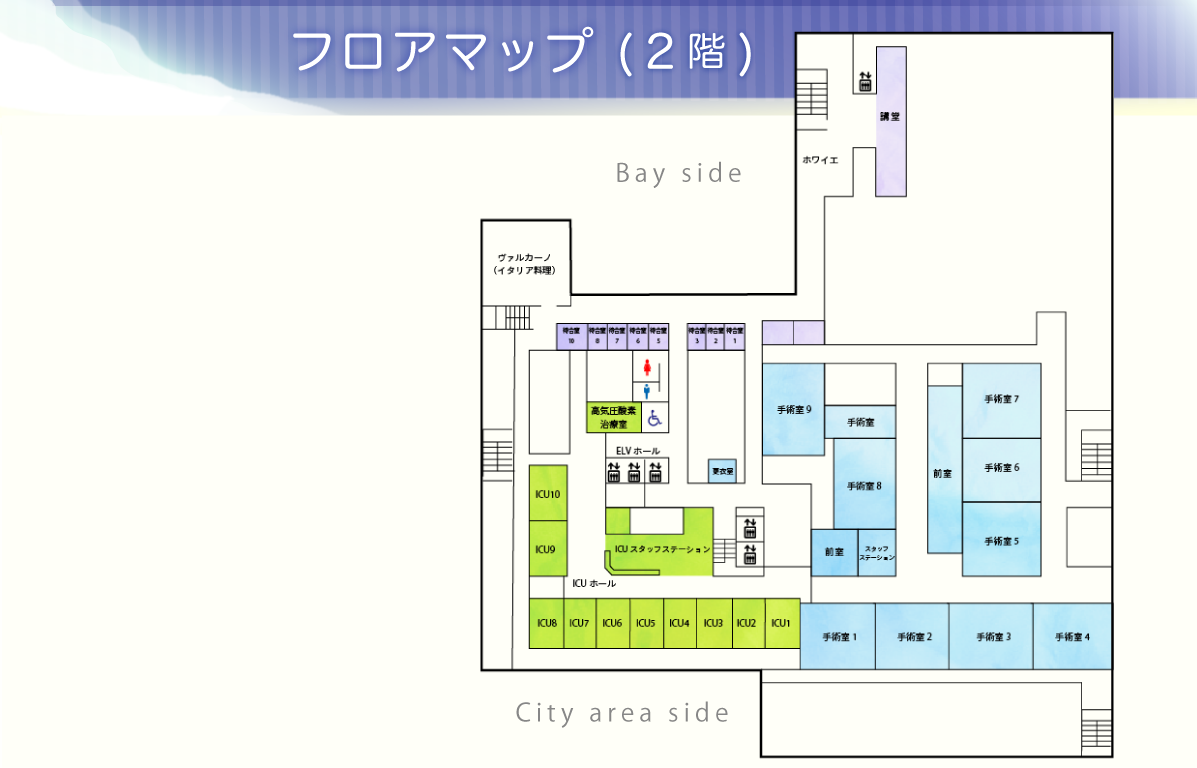 フロアマップ（2階）
講堂
ホワイエ
Bay side
ヴァルカーノ
（イタリア料理）
待合室
10
待合室
8
待合室
7
待合室
6
待合室
5
待合室
3
待合室
2
待合室
1
高気圧酸素
治療室
手術室 9
手術室
手術室 7
ELV ホール
更衣室
手術室 8
前室
手術室 6
ICU10
ICU9
ICU スタッフステーション
前室
スタッフ
ステーション
手術室 5
ICU ホール
ICU8
ICU7
ICU6
ICU5
ICU4
ICU3
ICU2
ICU1
手術室 1
手術室 2
手術室 3
手術室 4
City area side